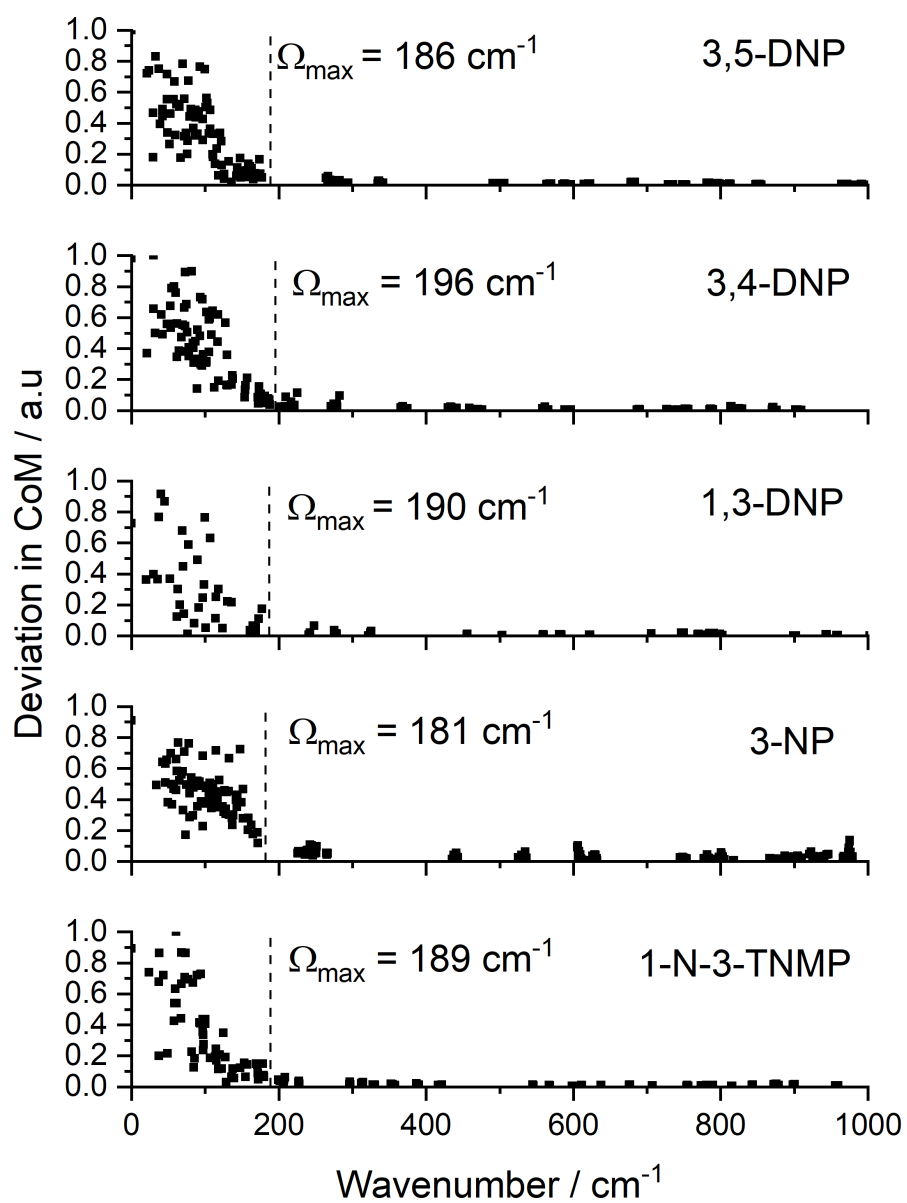 1.0
0.8
0.6
0.4
0.2
0.0
Ωmax = 186 cm-1
3,5-DNP
1.0
0.8
0.6
0.4
0.2
0.0
Ωmax = 196 cm-1
3,4-DNP
Deviation in CoM / a.u
1.0
0.8
0.6
0.4
0.2
0.0
Ωmax = 190 cm-1
1,3-DNP
1.0
0.8
0.6
0.4
0.2
0.0
Ωmax = 181 cm-1
3-NP
1.0
0.8
0.6
0.4
0.2
0.0
Ωmax = 189 cm-1
1-N-3-TNMP
0 200 400 600 800 1000
Wavenumber / cm-1